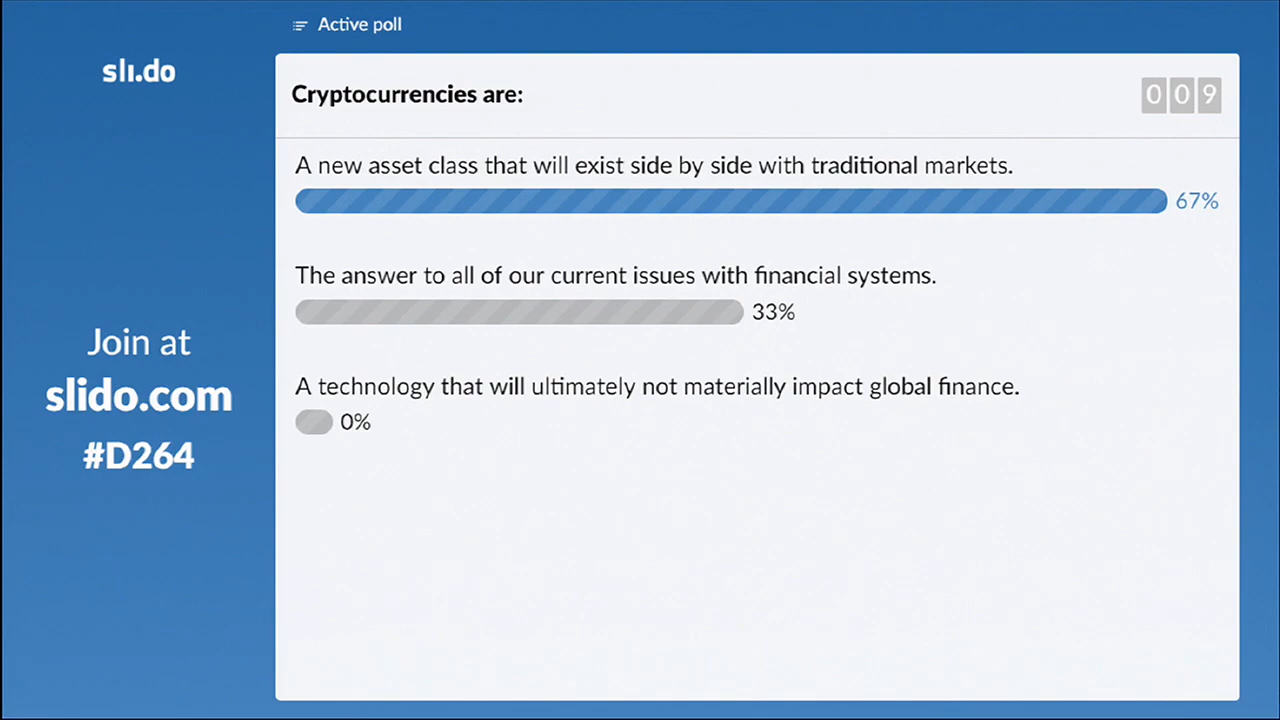 Active poll
sli.do
Cryptocurrencies are:
009
A new asset class that will exist side by side with traditional markets.
67%
The answer to all of our current issues with financial systems.
33%
A technology that will ultimately not materially impact global finance.
0%
Join at
slido.com
#D264